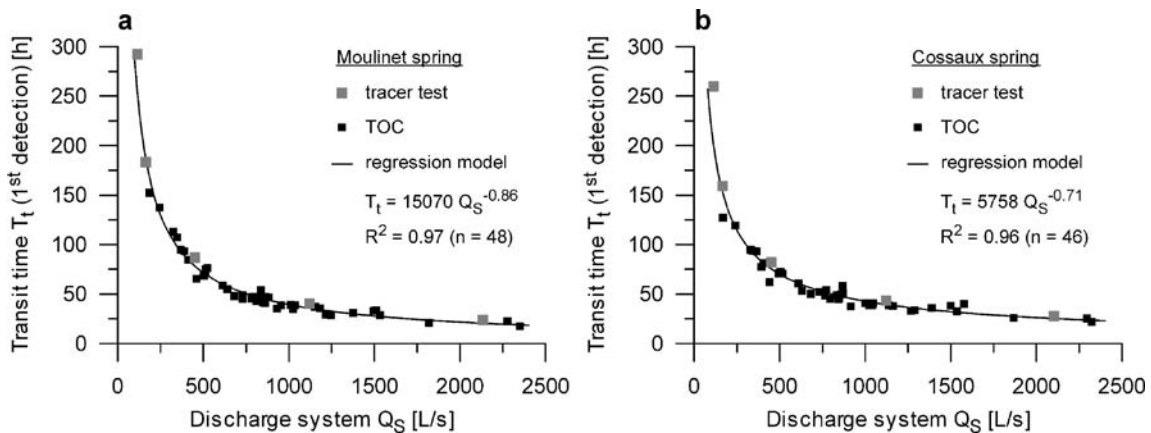 a
300
250
200
150
100
50
0
Transit time Tt (1st detection) [h]
Moulinet spring
tracer test
TOC
regression model
Tt = 15070 QS^-0.86
R^2 = 0.97 (n = 48)
0 500 1000 1500 2000 2500
Discharge system QS [L/s]
b
300
250
200
150
100
50
0
Transit time Tt (1st detection) [h]
Cossaux spring
tracer test
TOC
regression model
Tt = 5758 QS^-0.71
R^2 = 0.96 (n = 46)
0 500 1000 1500 2000 2500
Discharge system QS [L/s]